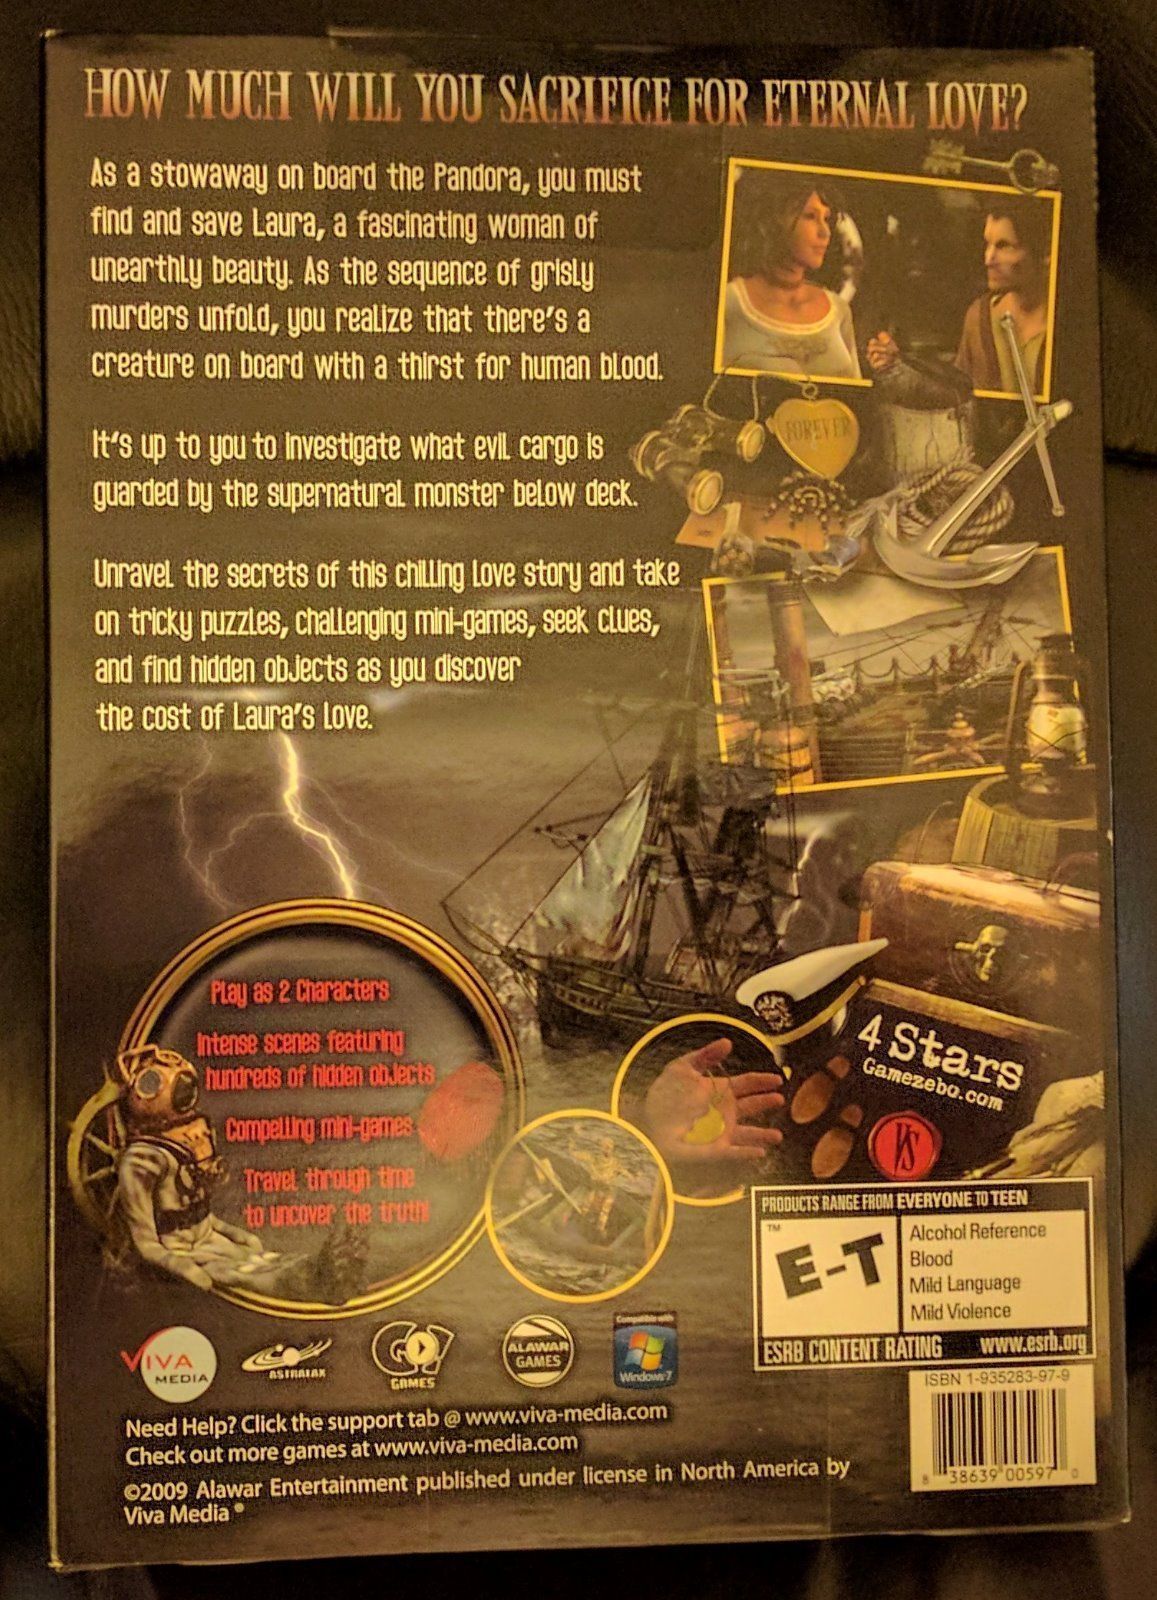 HOW MUCH WILL YOU SACRIFICE FOR ETERNAL LOVE?
As a stowaway on board the Pandora, you must
find and save Laura, a fascinating woman of
unearthly beauty. As the sequence of grisly
murders unfold, you realize that there's a
creature on board with a thirst for human blood.
It's up to you to investigate what evil cargo is
guarded by the supernatural monster below deck.
Unravel the secrets of this chilling love story and take
on tricky puzzles, challenging mini-games, seek clues,
and find hidden objects as you discover
the cost of Laura's love.
FOREVER
Play as 2 Characters
Intense scenes featuring
hundreds of hidden objects
Compelling mini-games
Travel through time
to uncover the truth!
4 Stars
Gamezebo.com
VS
PRODUCTS RANGE FROM EVERYONE TO TEEN
TM
E-T
Alcohol Reference
Blood
Mild Language
Mild Violence
ESRB CONTENT RATING www.esrb.org
VIVA
MEDIA
ASTRALAX
GAMES
ALAWAR
GAMES
Windows 7
ISBN 1-935283-97-9
8 38639 00597 0
Need Help? Click the support tab @ www.viva-media.com
Check out more games at www.viva-media.com
©2009 Alawar Entertainment published under license in North America by
Viva Media®